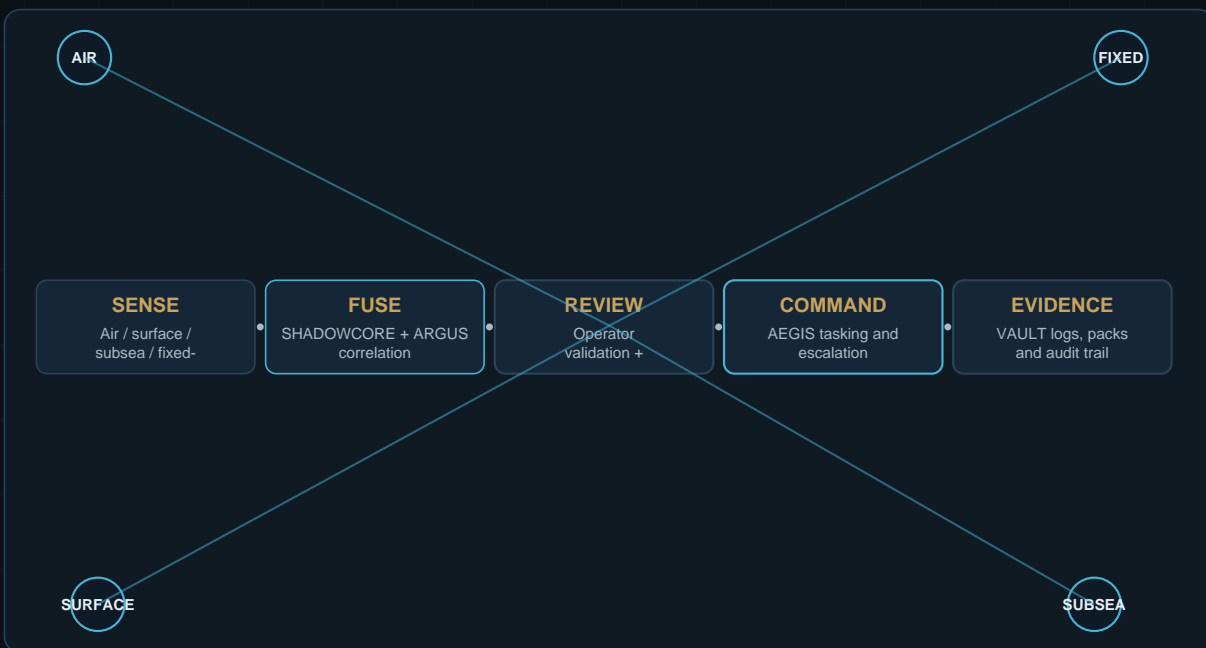 AIR
FIXED
SENSE
Air / surface /
subsea / fixed-
FUSE
SHADOWCORE + ARGUS
correlation
REVIEW
Operator
validation +
COMMAND
AEGIS tasking and
escalation
EVIDENCE
VAULT logs, packs
and audit trail
SURFACE
SUBSEA